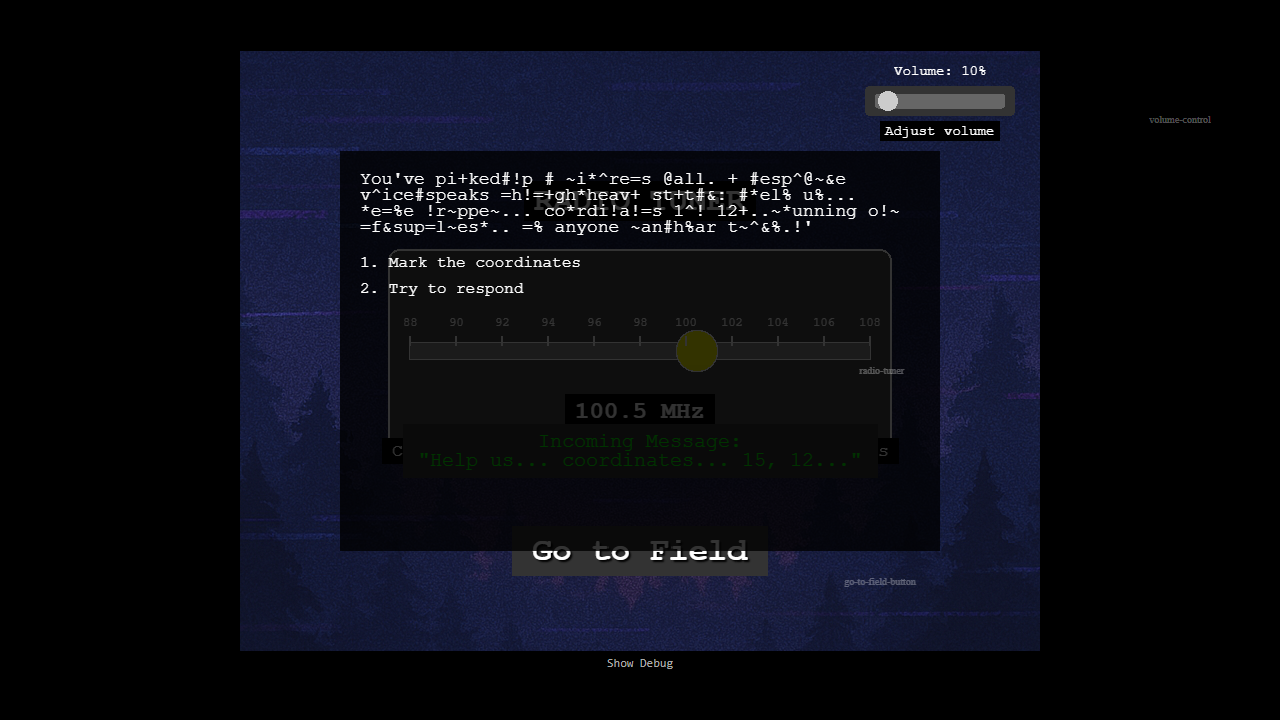 Volume: 10%
Adjust volume
volume-control
You've pi+ked#!p # ~i*^re=s @all. + #esp^@~&e
v^ice#speaks =h!=+gh*heav+ st+t#&: #*el% u%...
*e=%e !r~ppe~... co*rdi!a!=s 1^! 12+..~*unning o!~
=f&sup=l~es*.. =% anyone ~an#h%ar t~^&%.!'
RADIO TUNER
1. Mark the coordinates
2. Try to respond
88 90 92 94 96 98 100 102 104 106 108
radio-tuner
100.5 MHz
Incoming Message:
"Help us... coordinates... 15, 12..."
Go to Field
go-to-field-button
Show Debug